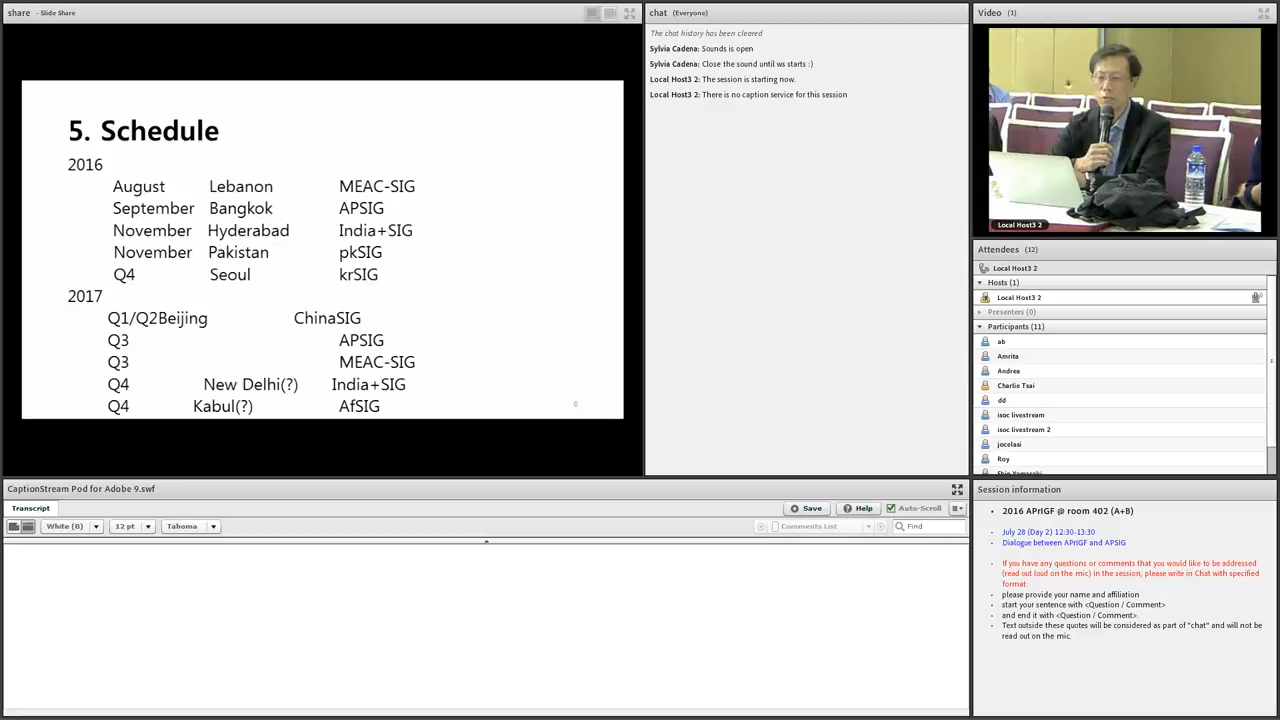 share - Slide Share
5. Schedule
2016
August Lebanon MEAC-SIG
September Bangkok APSIG
November Hyderabad India+SIG
November Pakistan pkSIG
Q4 Seoul krSIG
2017
Q1/Q2Beijing ChinaSIG
Q3 APSIG
Q3 MEAC-SIG
Q4 New Delhi(?) India+SIG
Q4 Kabul(?) AfSIG
6
chat (Everyone)
The chat history has been cleared
Sylvia Cadena: Sounds is open
Sylvia Cadena: Close the sound until ws starts :)
Local Host3 2: The session is starting now.
Local Host3 2: There is no caption service for this session
Video (1)
Local Host3 2
Attendees (12)
Local Host3 2
Hosts (1)
Local Host3 2
Presenters (0)
Participants (11)
ab
Amrita
Andrea
Charlie Tsai
dd
isoc livestream
isoc livestream 2
jocelasi
Roy
Shin Yamasaki
CaptionStream Pod for Adobe 9.swf
Transcript
Save Help Auto-Scroll
White (B) 12 pt Tahoma Comments List Find
Session information
• 2016 APrIGF @ room 402 (A+B)
• July 28 (Day 2) 12:30-13:30
• Dialogue between APrIGF and APSIG
• If you have any questions or comments that you would like to be addressed
(read out loud on the mic) in the session, please write in Chat with specified
format:
• please provide your name and affiliation
• start your sentence with <Question / Comment>
• and end it with <Question / Comment>.
• Text outside these quotes will be considered as part of "chat" and will not be
read out on the mic.